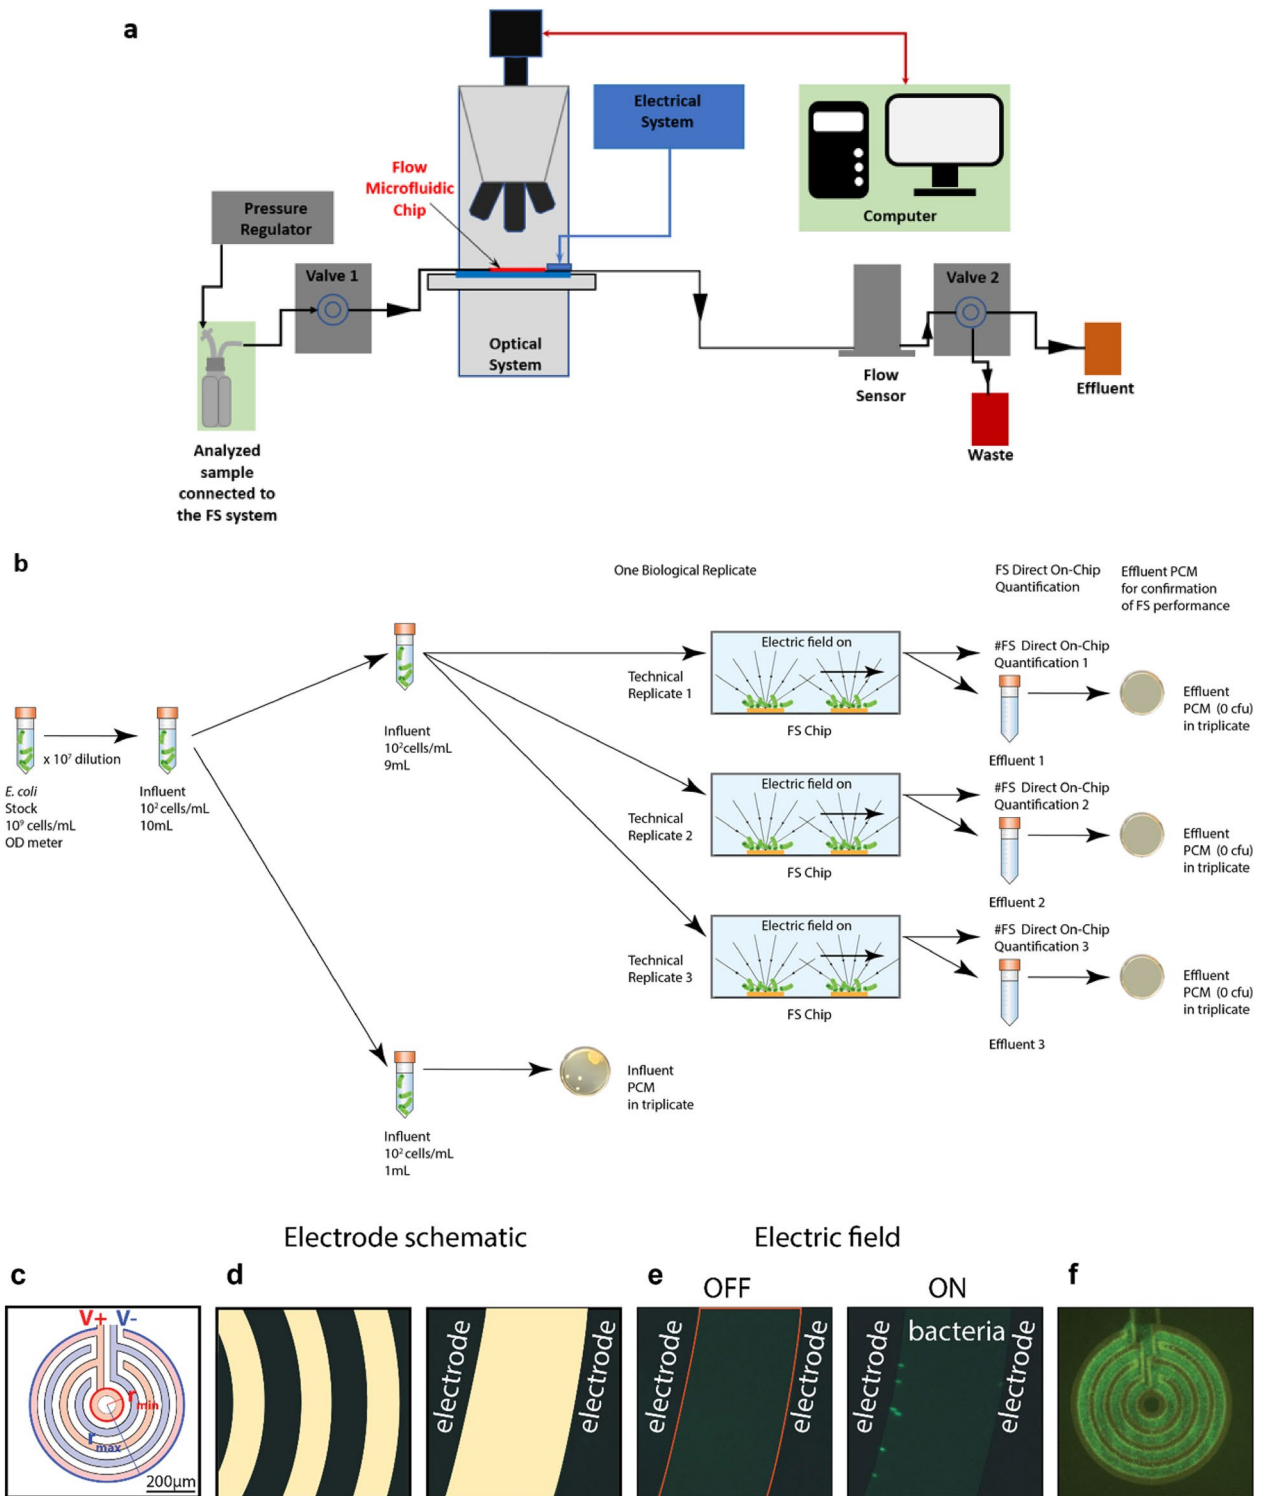 a
Electrical
System
Flow
Microfluidic
Chip
Pressure
Regulator
Computer
Valve 1
Valve 2
Optical
System
Flow
Sensor
Effluent
Waste
Analyzed
sample
connected to
the FS system
b
One Biological Replicate
FS Direct On-Chip
Quantification
Effluent PCM
for confirmation
of FS performance
x 10⁷ dilution
E. coli
Stock
10⁹ cells/mL
OD meter
Influent
10² cells/mL
10mL
Influent
10² cells/mL
9mL
Technical
Replicate 1
Electric field on
FS Chip
#FS Direct On-Chip
Quantification 1
Effluent 1
Effluent
PCM (0 cfu)
in triplicate
Technical
Replicate 2
Electric field on
FS Chip
#FS Direct On-Chip
Quantification 2
Effluent 2
Effluent
PCM (0 cfu)
in triplicate
Technical
Replicate 3
Electric field on
FS Chip
#FS Direct On-Chip
Quantification 3
Effluent 3
Effluent
PCM (0 cfu)
in triplicate
Influent
10² cells/mL
1mL
Influent
PCM
in triplicate
Electrode schematic
Electric field
c
V+ V-
r min
r max
200µm
d
electrode
electrode
e
OFF
electrode
electrode
ON
electrode
bacteria
electrode
f